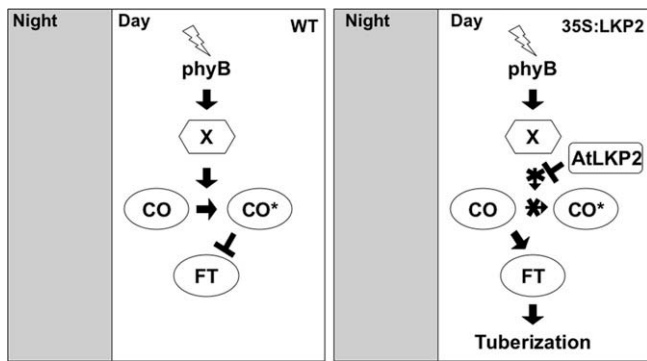 Night
Day
WT
phyB
X
CO
CO*
FT
Night
Day
35S:LKP2
phyB
X
AtLKP2
CO
CO*
FT
Tuberization